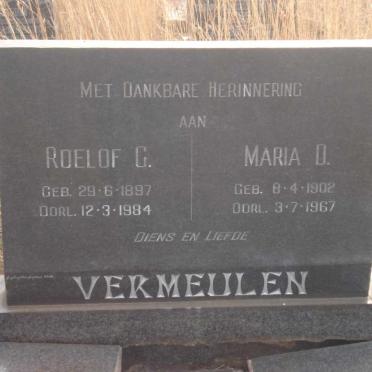 MET DANKBARE HERINNERING
AAN
ROELOF G.
GEB. 29-6-1897
OORL. 12-3-1984
MARIA D.
GEB. 8-4-1902
OORL. 3-7-1967
DIENS EN LIEFDE
VERMEULEN